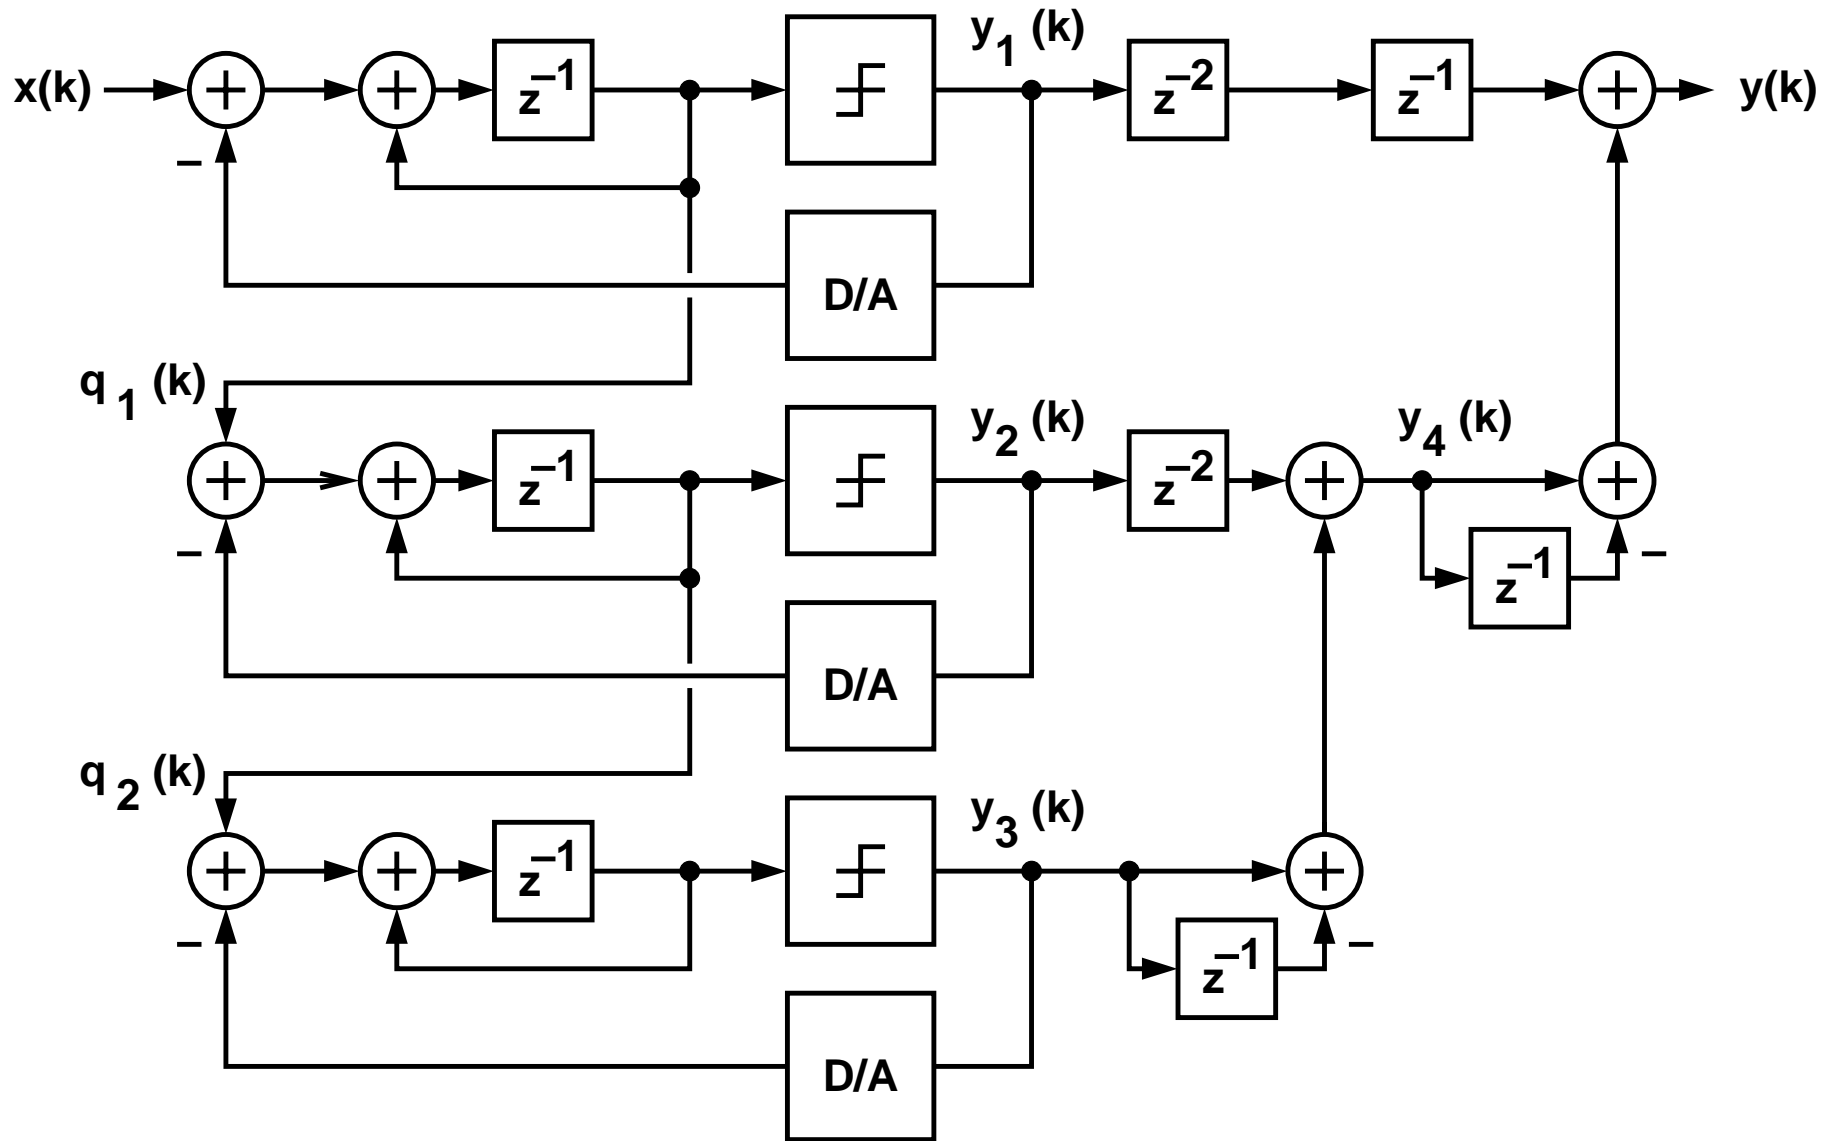 x(k)
z⁻¹
y₁(k)
z⁻²
z⁻¹
y(k)
–
D/A
q₁(k)
z⁻¹
y₂(k)
z⁻²
y₄(k)
–
z⁻¹
–
D/A
q₂(k)
z⁻¹
y₃(k)
–
z⁻¹
–
D/A